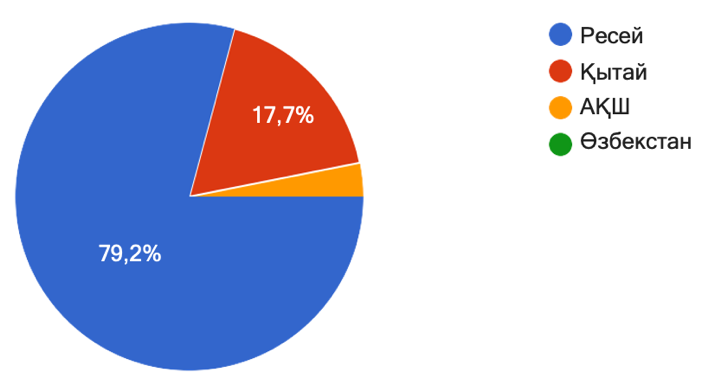 Ресей
Қытай
АҚШ
Өзбекстан
17,7%
79,2%